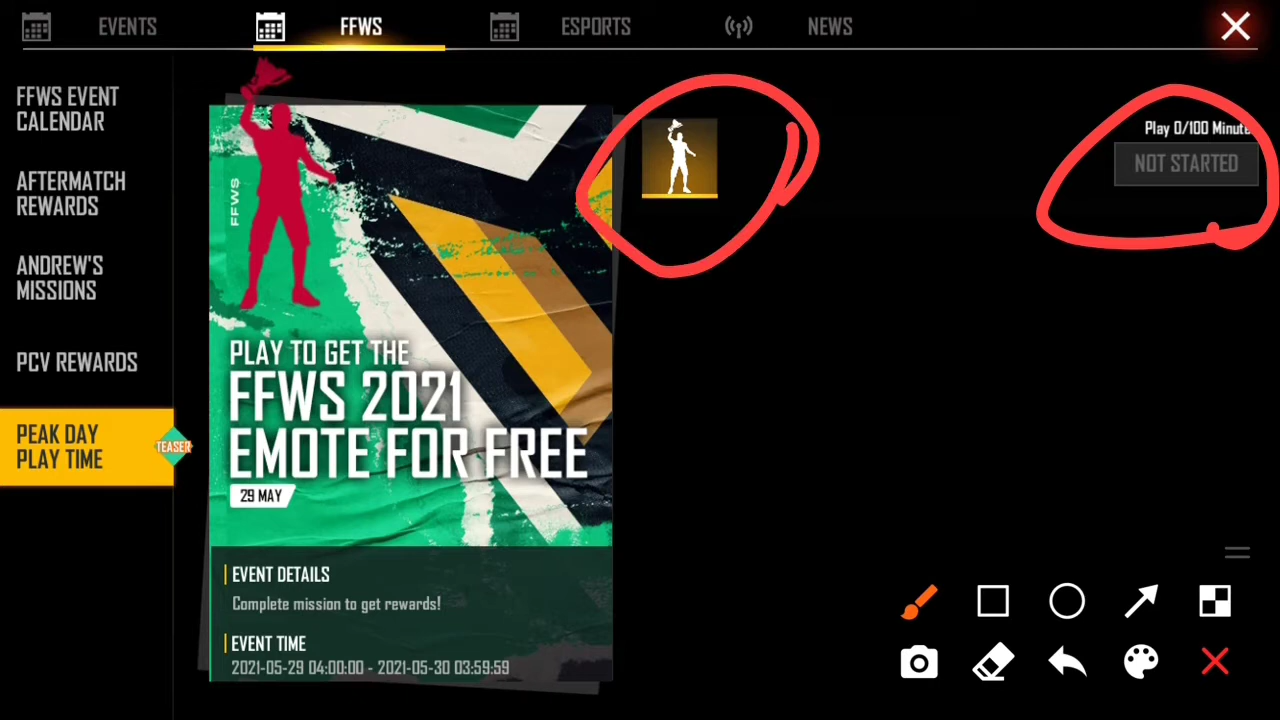 EVENTS
FFWS
ESPORTS
NEWS
FFWS EVENT
CALENDAR
AFTERMATCH
REWARDS
ANDREW'S
MISSIONS
PCV REWARDS
PEAK DAY
PLAY TIME
TEASER
FFWS
PLAY TO GET THE
FFWS 2021
EMOTE FOR FREE
29 MAY
EVENT DETAILS
Complete mission to get rewards!
EVENT TIME
2021-05-29 04:00:00 - 2021-05-30 03:59:59
Play 0/100 Minute
NOT STARTED